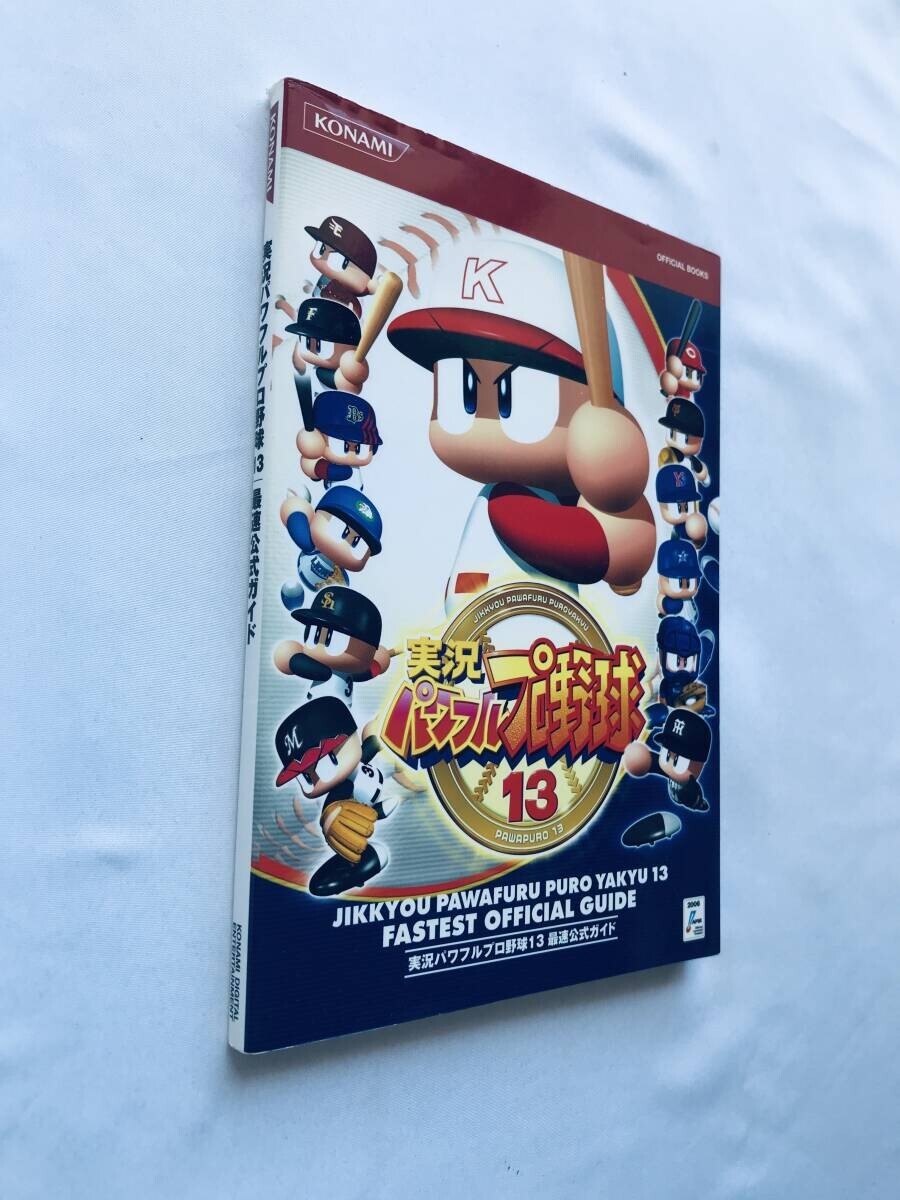 KONAMI
実況パワフルプロ野球13 最速公式ガイド
KONAMI DIGITAL
ENTERTAINMENT
KONAMI
OFFICIAL BOOKS
E
F
K
Bs
C
YS
SH
M
JIKKYOU PAWAFURU PUROYAKYU
実況
パワフルプロ野球
13
PAWAPURO 13
JIKKYOU PAWAFURU PURO YAKYU 13
FASTEST OFFICIAL GUIDE
実況パワフルプロ野球13 最速公式ガイド
2006